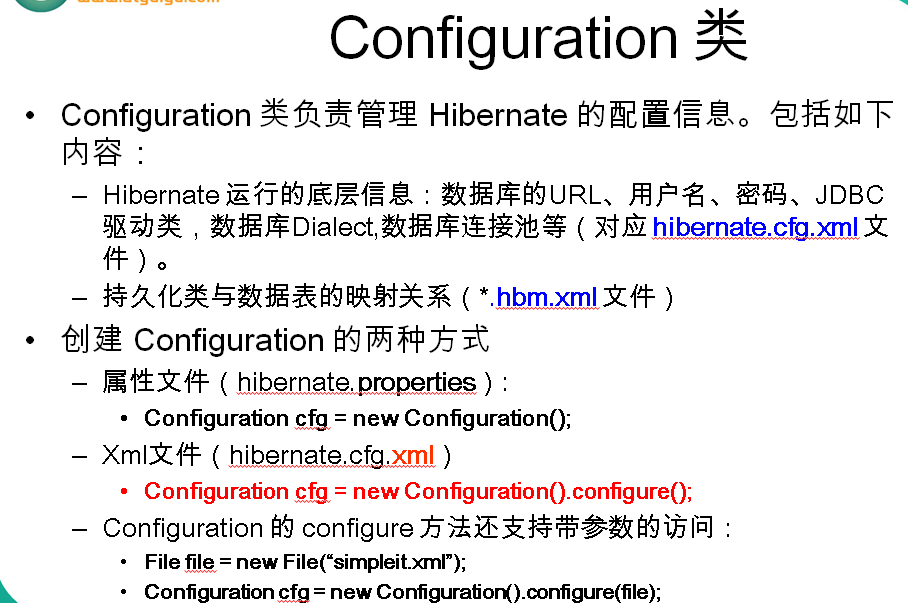 Configuration 类
• Configuration 类负责管理 Hibernate 的配置信息。包括如下
内容：
– Hibernate 运行的底层信息：数据库的URL、用户名、密码、JDBC
驱动类，数据库Dialect,数据库连接池等（对应 hibernate.cfg.xml 文
件）。
– 持久化类与数据表的映射关系（*.hbm.xml 文件）
• 创建 Configuration 的两种方式
– 属性文件（hibernate.properties）:
• Configuration cfg = new Configuration();
– Xml文件（hibernate.cfg.xml）
• Configuration cfg = new Configuration().configure();
– Configuration 的 configure 方法还支持带参数的访问：
• File file = new File(“simpleit.xml”);
• Configuration cfg = new Configuration().configure(file);